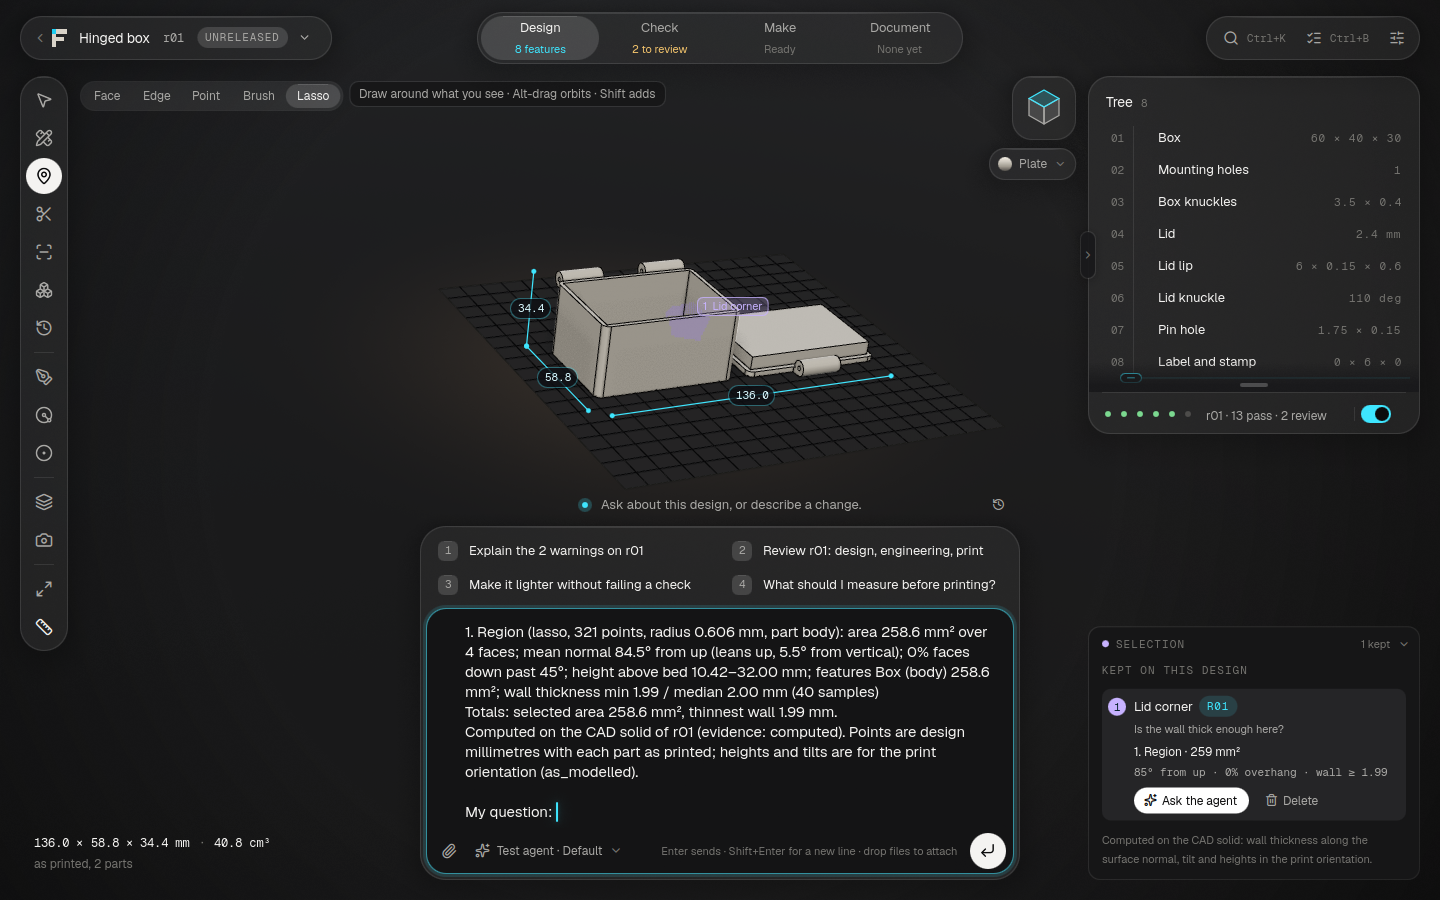 Hinged box r01 UNRELEASED
Design
8 features
Check
2 to review
Make
Ready
Document
None yet
Ctrl+K Ctrl+B
Face Edge Point Brush Lasso
Draw around what you see · Alt-drag orbits · Shift adds
Plate
Tree 8
01 Box 60 × 40 × 30
02 Mounting holes 1
03 Box knuckles 3.5 × 0.4
04 Lid 2.4 mm
05 Lid lip 6 × 0.15 × 0.6
06 Lid knuckle 110 deg
07 Pin hole 1.75 × 0.15
08 Label and stamp 0 × 6 × 0
r01 · 13 pass · 2 review
1 Lid corner
34.4
58.8
136.0
Ask about this design, or describe a change.
1 Explain the 2 warnings on r01
2 Review r01: design, engineering, print
3 Make it lighter without failing a check
4 What should I measure before printing?
1. Region (lasso, 321 points, radius 0.606 mm, part body): area 258.6 mm² over
4 faces; mean normal 84.5° from up (leans up, 5.5° from vertical); 0% faces
down past 45°; height above bed 10.42–32.00 mm; features Box (body) 258.6
mm²; wall thickness min 1.99 / median 2.00 mm (40 samples)
Totals: selected area 258.6 mm², thinnest wall 1.99 mm.
Computed on the CAD solid of r01 (evidence: computed). Points are design
millimetres with each part as printed; heights and tilts are for the print
orientation (as_modelled).
My question:
Test agent · Default
Enter sends · Shift+Enter for a new line · drop files to attach
SELECTION 1 kept
KEPT ON THIS DESIGN
1 Lid corner R01
Is the wall thick enough here?
1. Region · 259 mm²
85° from up · 0% overhang · wall ≥ 1.99
Ask the agent Delete
Computed on the CAD solid: wall thickness along the
surface normal, tilt and heights in the print orientation.
136.0 × 58.8 × 34.4 mm · 40.8 cm³
as printed, 2 parts